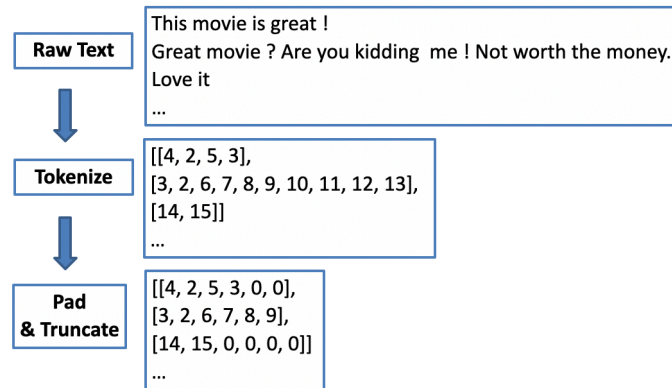 Raw Text
This movie is great !
Great movie ? Are you kidding me ! Not worth the money.
Love it
...
Tokenize
[[4, 2, 5, 3],
[3, 2, 6, 7, 8, 9, 10, 11, 12, 13],
[14, 15]]
...
Pad
& Truncate
[[4, 2, 5, 3, 0, 0],
[3, 2, 6, 7, 8, 9],
[14, 15, 0, 0, 0, 0]]
...